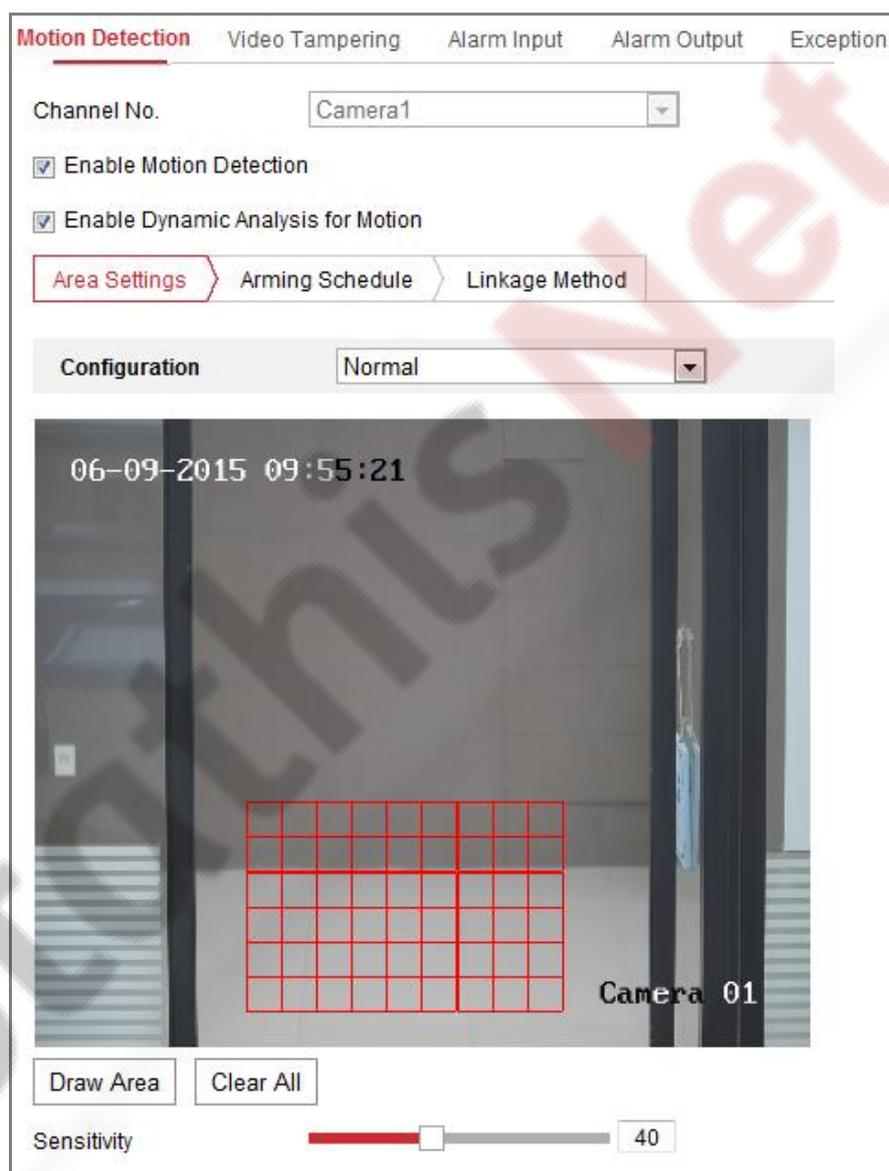 Motion Detection Video Tampering Alarm Input Alarm Output Exception
Channel No. Camera1
Enable Motion Detection
Enable Dynamic Analysis for Motion
Area Settings Arming Schedule Linkage Method
Configuration Normal
06-09-2015 09:55:21
Camera 01
Draw Area Clear All
Sensitivity 40
StathisNet